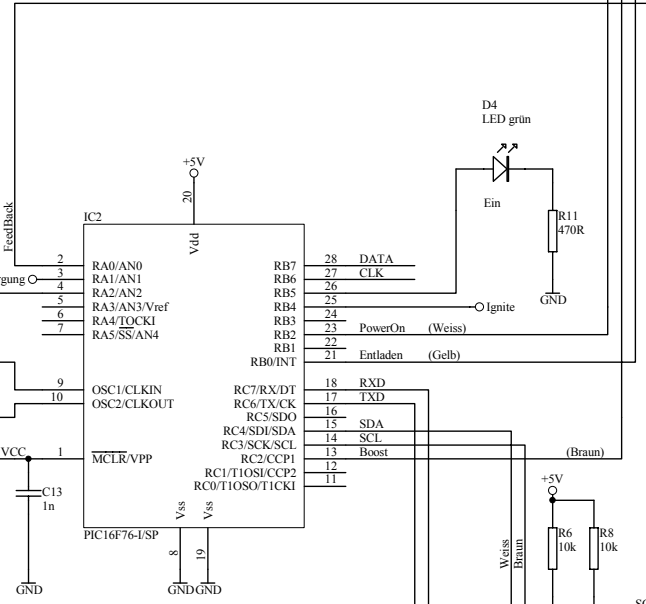 D4
LED grün
+5V
20
IC2
Vdd
Ein
R11
470R
GND
FeedBack
2
RA0/AN0
3
RA1/AN1
4
RA2/AN2
5
RA3/AN3/Vref
6
RA4/TOCKI
7
RA5/SS/AN4
9
OSC1/CLKIN
10
OSC2/CLKOUT
VCC
1
MCLR/VPP
C13
1n
GND
RB7
28
DATA
RB6
27
CLK
RB5
26
RB4
25
Ignite
RB3
24
RB2
23
PowerOn
(Weiss)
RB1
22
RB0/INT
21
Entladen
(Gelb)
RC7/RX/DT
18
RXD
RC6/TX/CK
17
TXD
RC5/SDO
16
RC4/SDI/SDA
15
SDA
RC3/SCK/SCL
14
SCL
RC2/CCP1
13
Boost
(Braun)
RC1/T1OSI/CCP2
12
RC0/T1OSO/T1CKI
11
Vss
Vss
PIC16F76-I/SP
8
19
GND
GND
Weiss
Braun
+5V
R6
10k
R8
10k